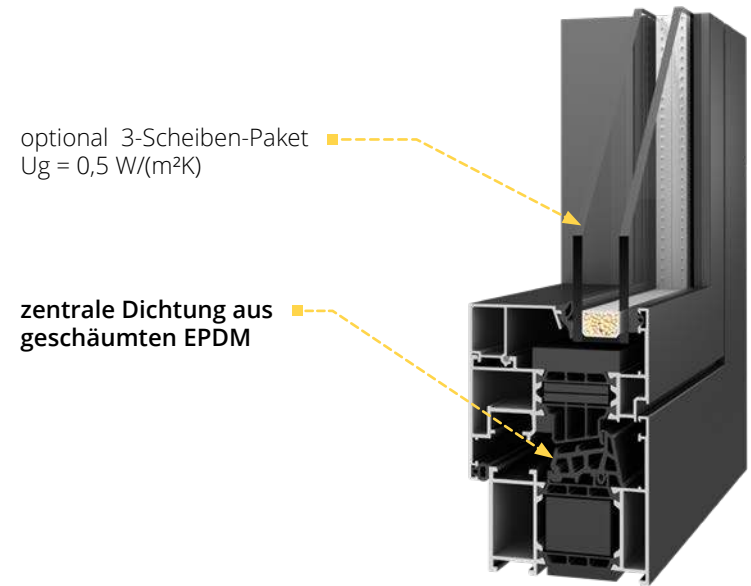 optional 3-Scheiben-Paket
Ug = 0,5 W/(m²K)
zentrale Dichtung aus
geschäumten EPDM